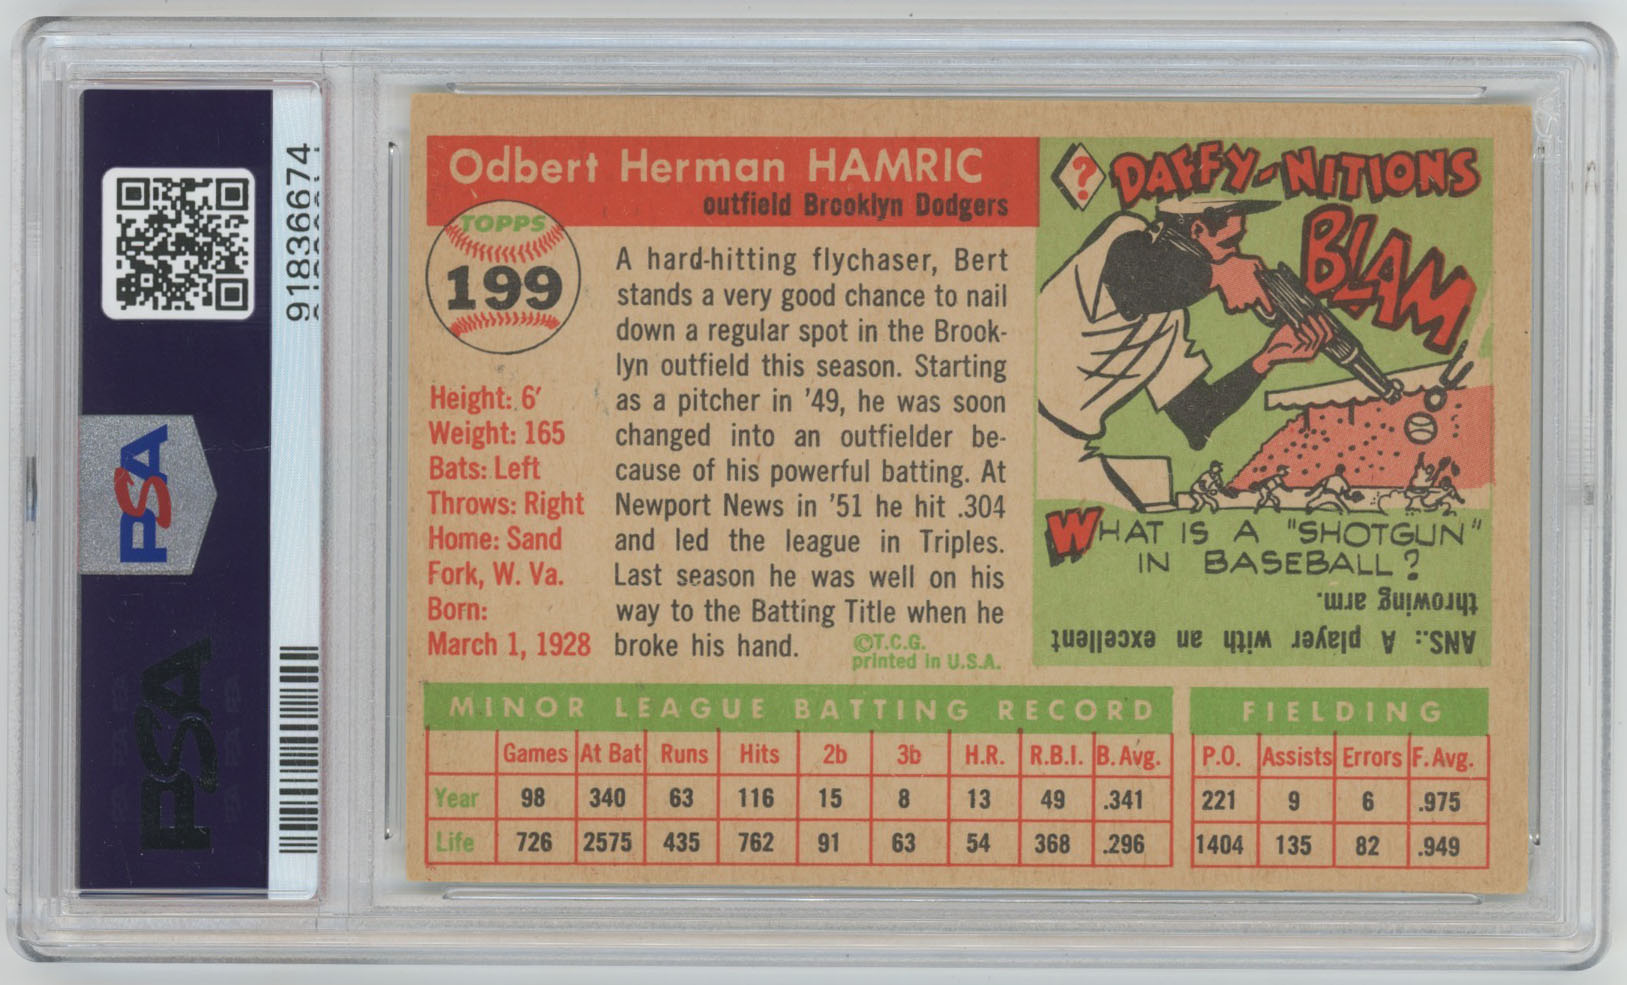 PSA
91836674
PSA
Odbert Herman HAMRIC
outfield Brooklyn Dodgers
TOPPS
199
Height: 6'
Weight: 165
Bats: Left
Throws: Right
Home: Sand
Fork, W. Va.
Born:
March 1, 1928
A hard-hitting flychaser, Bert
stands a very good chance to nail
down a regular spot in the Brook-
lyn outfield this season. Starting
as a pitcher in '49, he was soon
changed into an outfielder be-
cause of his powerful batting. At
Newport News in '51 he hit .304
and led the league in Triples.
Last season he was well on his
way to the Batting Title when he
broke his hand.
©T.C.G.
printed in U.S.A.
? DAFFY-NITIONS
BLAM
WHAT IS A "SHOTGUN"
IN BASEBALL?
ANS.: A player with an excellent
throwing arm.
MINOR LEAGUE BATTING RECORD
Games At Bat Runs Hits 2b 3b H.R. R.B.I. B. Avg.
Year 98 340 63 116 15 8 13 49 .341
Life 726 2575 435 762 91 63 54 368 .296
FIELDING
P.O. Assists Errors F. Avg.
221 9 6 .975
1404 135 82 .949